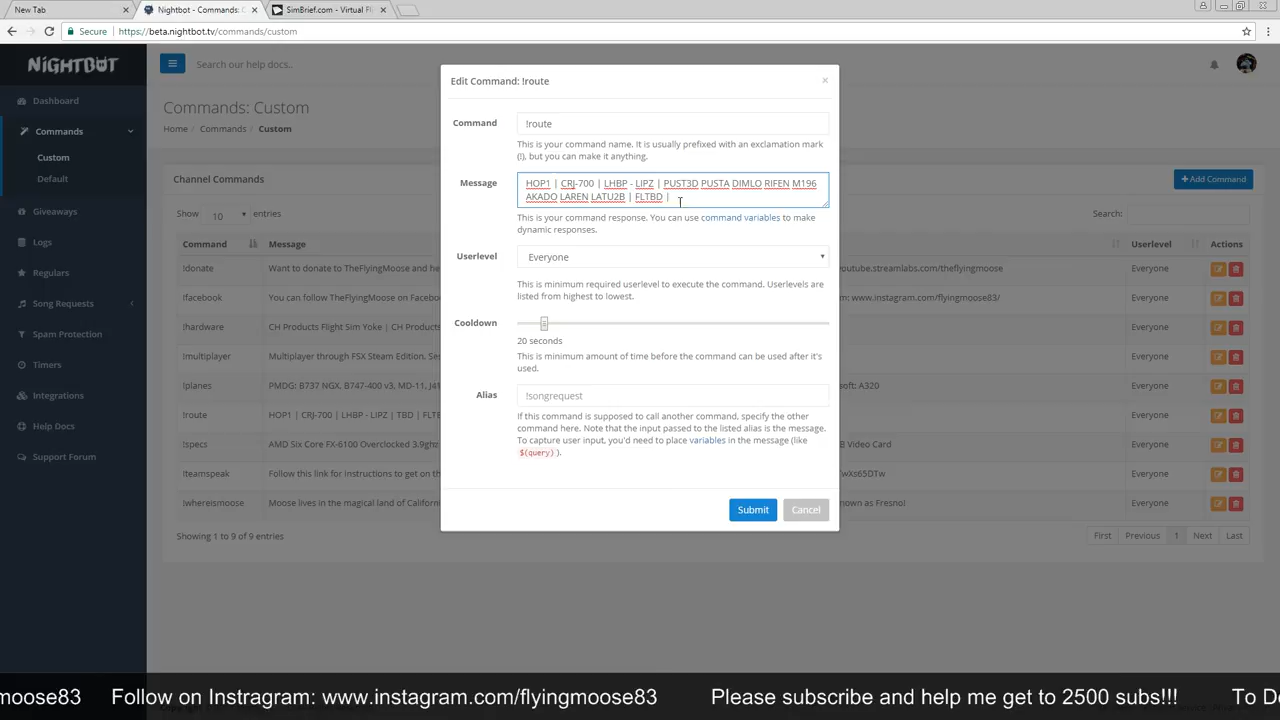 New Tab
Nightbot - Commands: C
SimBrief.com - Virtual Fl
Secure
https://beta.nightbot.tv/commands/custom
NIGHTBOT
Search our help docs..
Dashboard
Commands
Custom
Default
Giveaways
Logs
Regulars
Song Requests
Spam Protection
Timers
Integrations
Help Docs
Support Forum
Commands: Custom
Home / Commands / Custom
Channel Commands
+ Add Command
Show 10 entries
Search:
Command Message Userlevel Actions
!donate Want to donate to TheFlyingMoose and he outube.streamlabs.com/theflyingmoose Everyone
!facebook You can follow TheFlyingMoose on Facebook m: www.instagram.com/flyingmoose83/ Everyone
!hardware CH Products Flight Sim Yoke | CH Products Everyone
!multiplayer Multiplayer through FSX Steam Edition, Se Everyone
!planes PMDG: B737 NGX, B747-400 v3, MD-11, J41 soft: A320 Everyone
!route HOP1 | CRJ-700 | LHBP - LIPZ | TBD | FLTE Everyone
!specs AMD Six Core FX-6100 Overclocked 3.9ghz B Video Card Everyone
!teamspeak Follow this link for instructions to get on th wXs65DTw Everyone
!whereismoose Moose lives in the magical land of Californ nown as Fresno! Everyone
Showing 1 to 9 of 9 entries
First Previous 1 Next Last
Edit Command: !route
×
Command
!route
This is your command name. It is usually prefixed with an exclamation mark
(!), but you can make it anything.
Message
HOP1 | CRJ-700 | LHBP - LIPZ | PUST3D PUSTA DIMLO RIFEN M196
AKADO LAREN LATU2B | FLTBD |
This is your command response. You can use command variables to make
dynamic responses.
Userlevel
Everyone
This is minimum required userlevel to execute the command. Userlevels are
listed from highest to lowest.
Cooldown
20 seconds
This is minimum amount of time before the command can be used after it's
used.
Alias
!songrequest
If this command is supposed to call another command, specify the other
command here. Note that the input passed to the listed alias is the message.
To capture user input, you'd need to place variables in the message (like
$(query) ).
Submit
Cancel
moose83 Follow on Instragram: www.instagram.com/flyingmoose83 Please subscribe and help me get to 2500 subs!!! To D